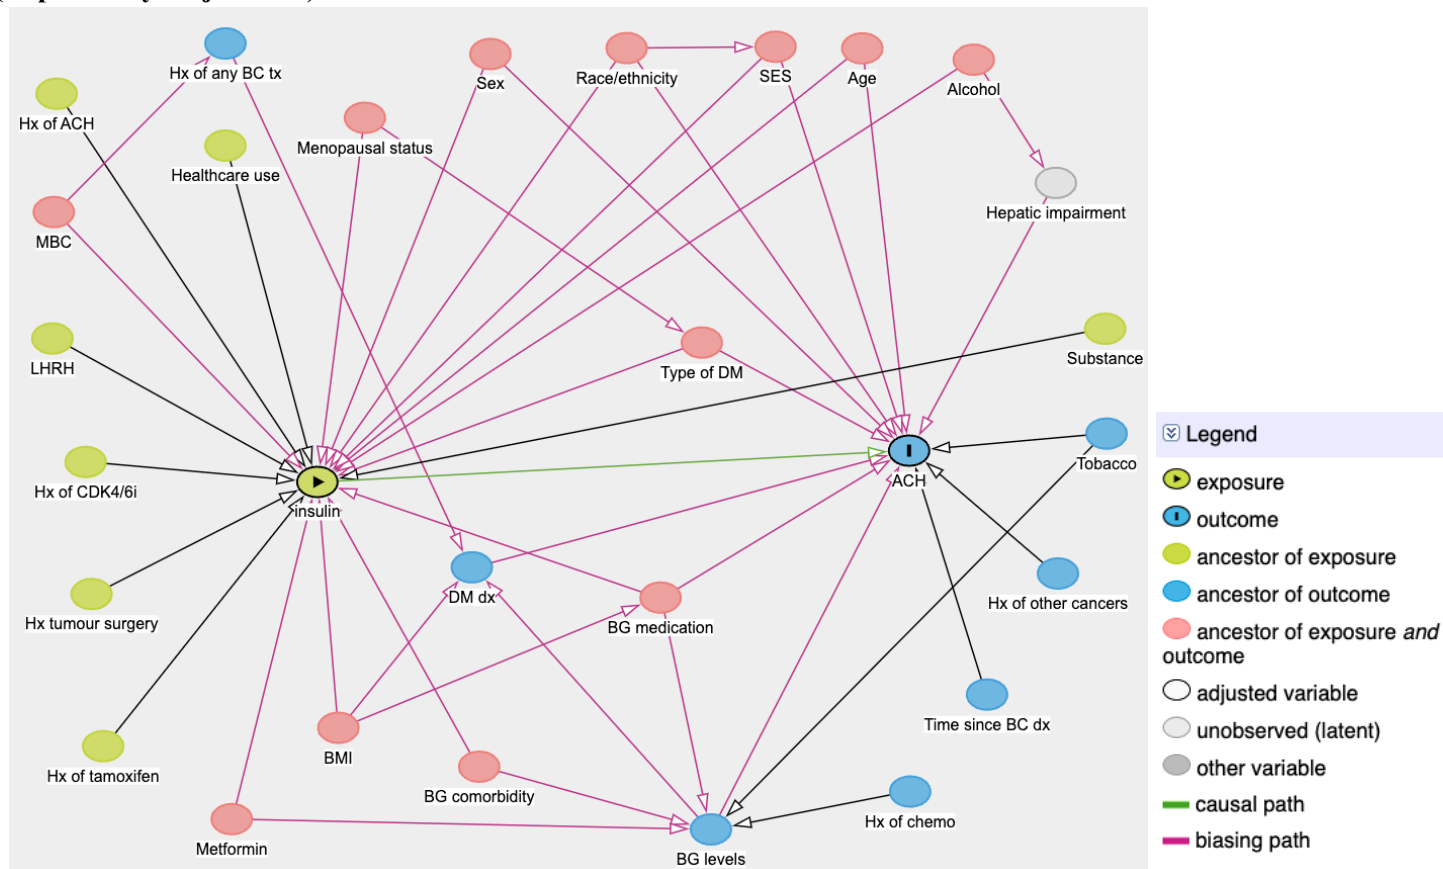 Hx of any BC tx
Sex
Race/ethnicity
SES
Age
Alcohol
Hx of ACH
Menopausal status
Healthcare use
Hepatic impairment
MBC
LHRH
Type of DM
Substance
Hx of CDK4/6i
insulin
ACH
Tobacco
Hx tumour surgery
DM dx
BG medication
Hx of other cancers
Time since BC dx
Hx of tamoxifen
BMI
BG comorbidity
Metformin
BG levels
Hx of chemo
Legend
exposure
outcome
ancestor of exposure
ancestor of outcome
ancestor of exposure and
outcome
adjusted variable
unobserved (latent)
other variable
causal path
biasing path